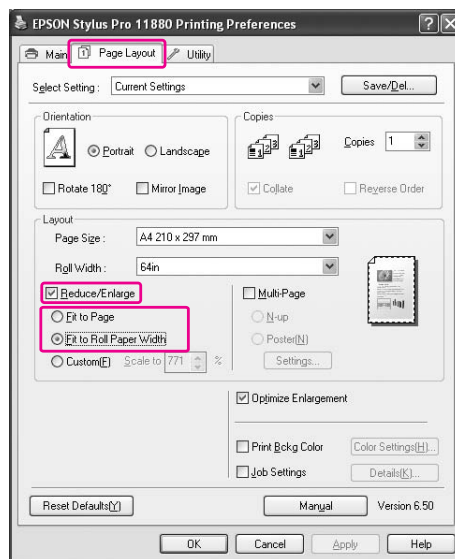 EPSON Stylus Pro 11880 Printing Preferences
Main Page Layout Utility
Select Setting : Current Settings Save/Del...
Orientation Copies
A Portrait Landscape Copies 1
Rotate 180° Mirror Image Collate Reverse Order
Layout
Page Size : A4 210 x 297 mm
Roll Width : 64in
Reduce/Enlarge Multi-Page
Fit to Page N-up
Fit to Roll Paper Width Poster(N)
Custom(F) Scale to 771 % Settings...
Optimize Enlargement
Print Bckg Color Color Settings(H)...
Job Settings Details(K)...
Reset Defaults(Y) Manual Version 6.50
OK Cancel Apply Help